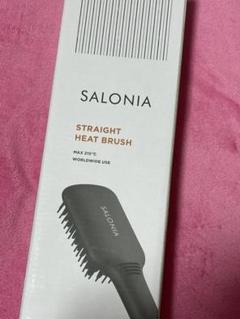 SALONIA
STRAIGHT
HEAT BRUSH
MAX 210℃
WORLDWIDE USE
SALONIA